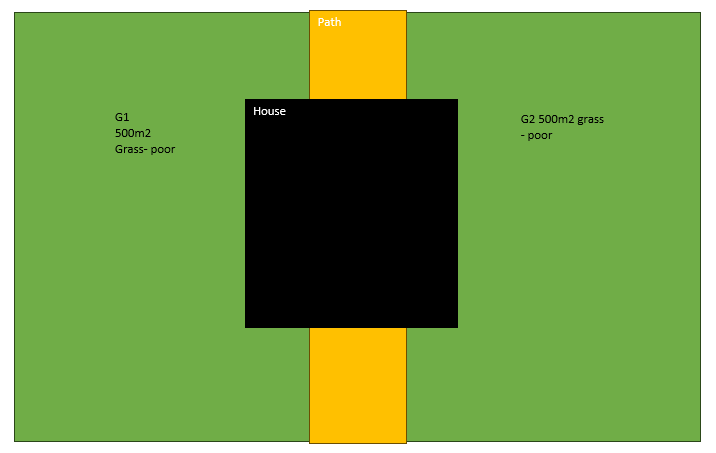 Path
House
G1
500m2
Grass- poor
G2 500m2 grass
- poor